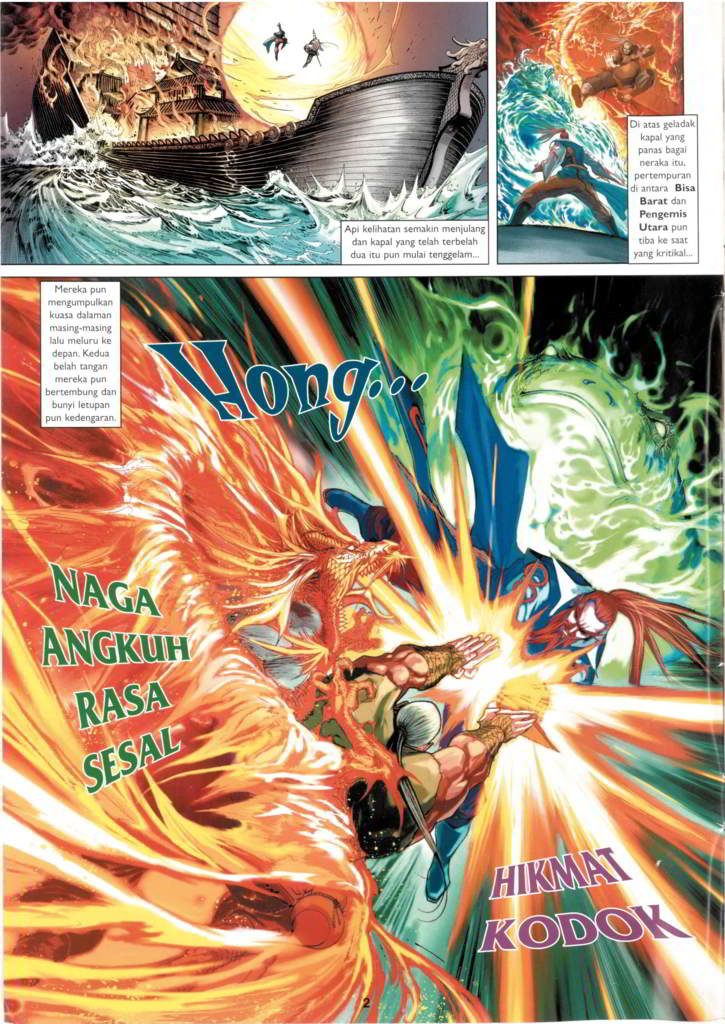 Api kelihatan semakin menjulang
dan kapal yang telah terbelah
dua itu pun mulai tenggelam...
Di atas geladak
kapal yang
panas bagai
neraka itu,
pertempuran
di antara Bisa
Barat dan
Pengemis
Utara pun
tiba ke saat
yang kritikal...
Mereka pun
mengumpulkan
kuasa dalaman
masing-masing
lalu meluru ke
depan. Kedua
belah tangan
mereka pun
bertembung dan
bunyi letupan
pun kedengaran.
Hong...
NAGA
ANGKUH
RASA
SESAL
HIKMAT
KODOK
2